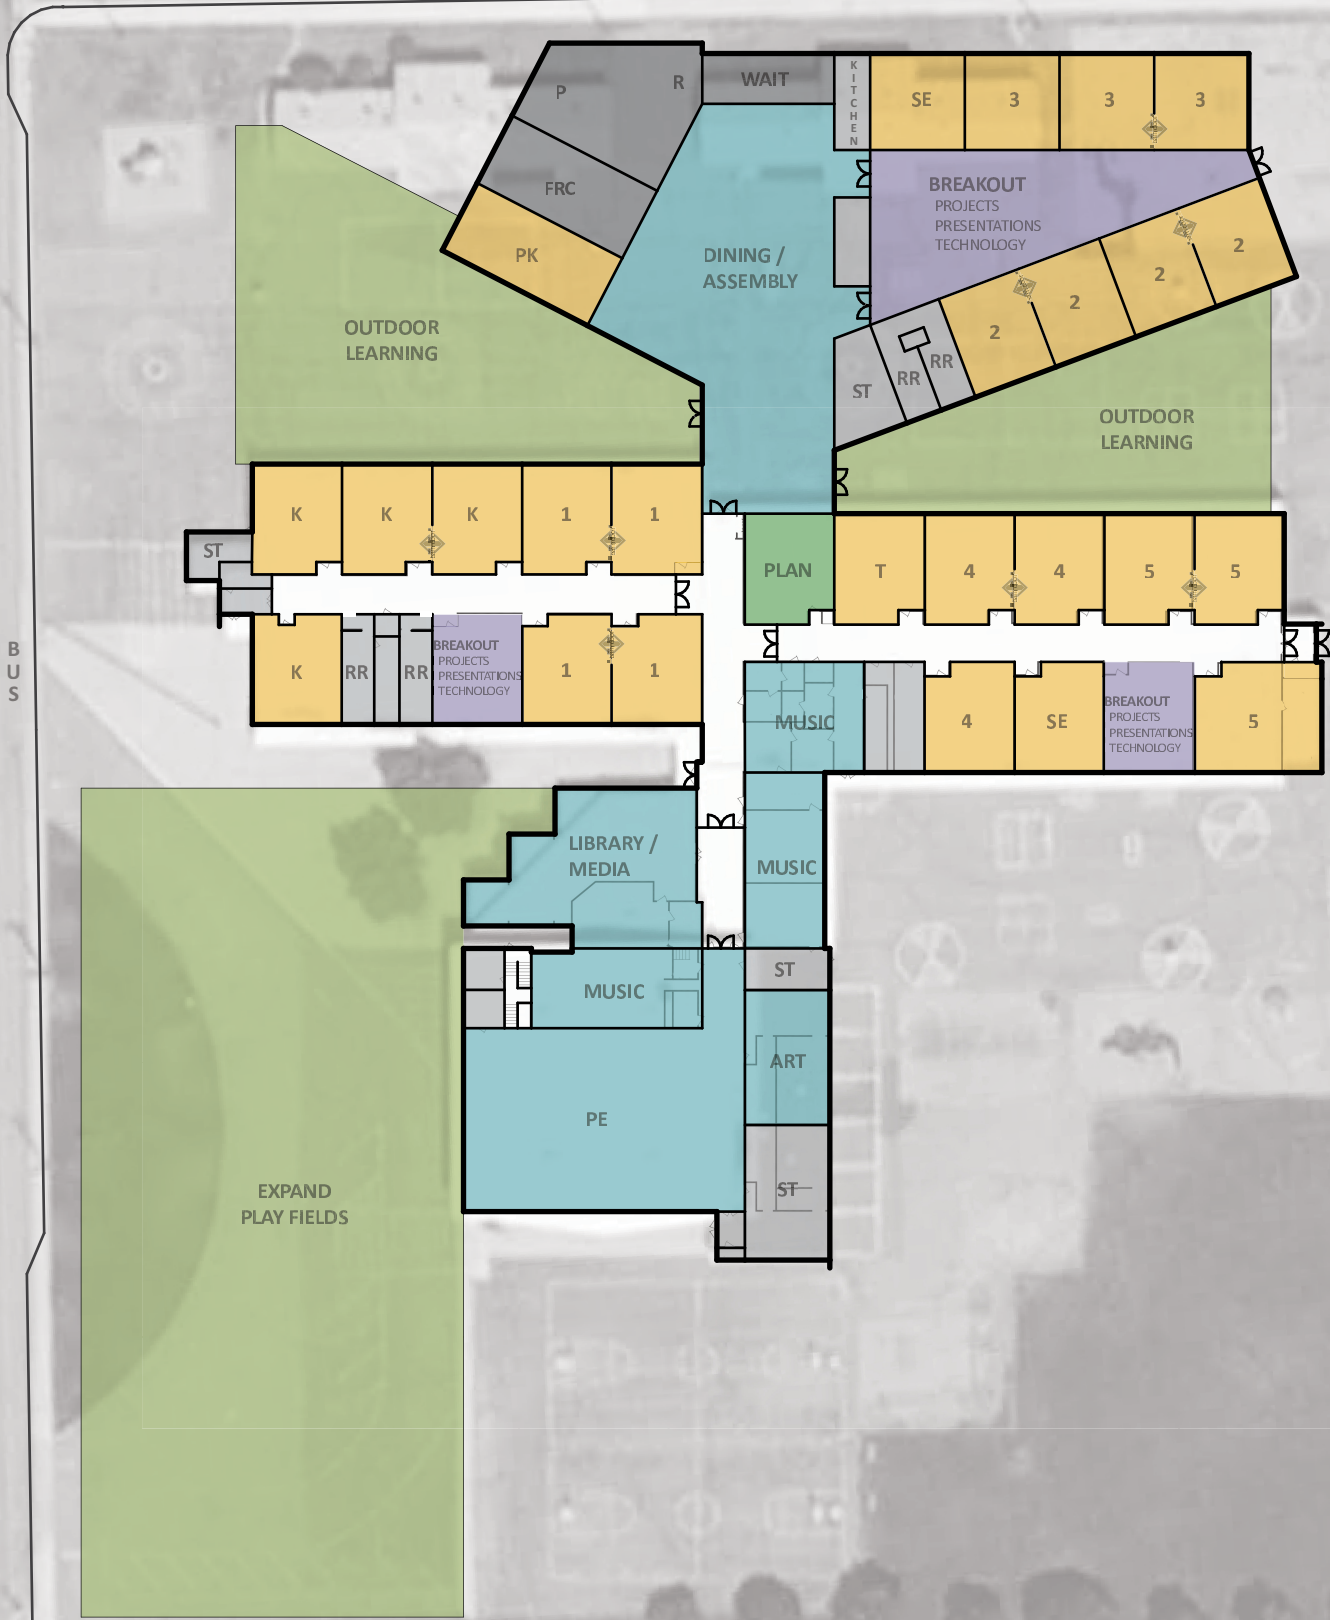 P
R
WAIT
KITCHEN
SE
3
3
3
FRC
PK
DINING /
ASSEMBLY
BREAKOUT
PROJECTS
PRESENTATIONS
TECHNOLOGY
2
2
2
2
RR
RR
ST
OUTDOOR
LEARNING
OUTDOOR
LEARNING
K
K
K
1
1
ST
PLAN
T
4
4
5
5
BUS
K
RR
RR
BREAKOUT
PROJECTS
PRESENTATIONS
TECHNOLOGY
1
1
MUSIC
4
SE
BREAKOUT
PROJECTS
PRESENTATIONS
TECHNOLOGY
5
LIBRARY /
MEDIA
MUSIC
MUSIC
ST
ART
PE
ST
EXPAND
PLAY FIELDS